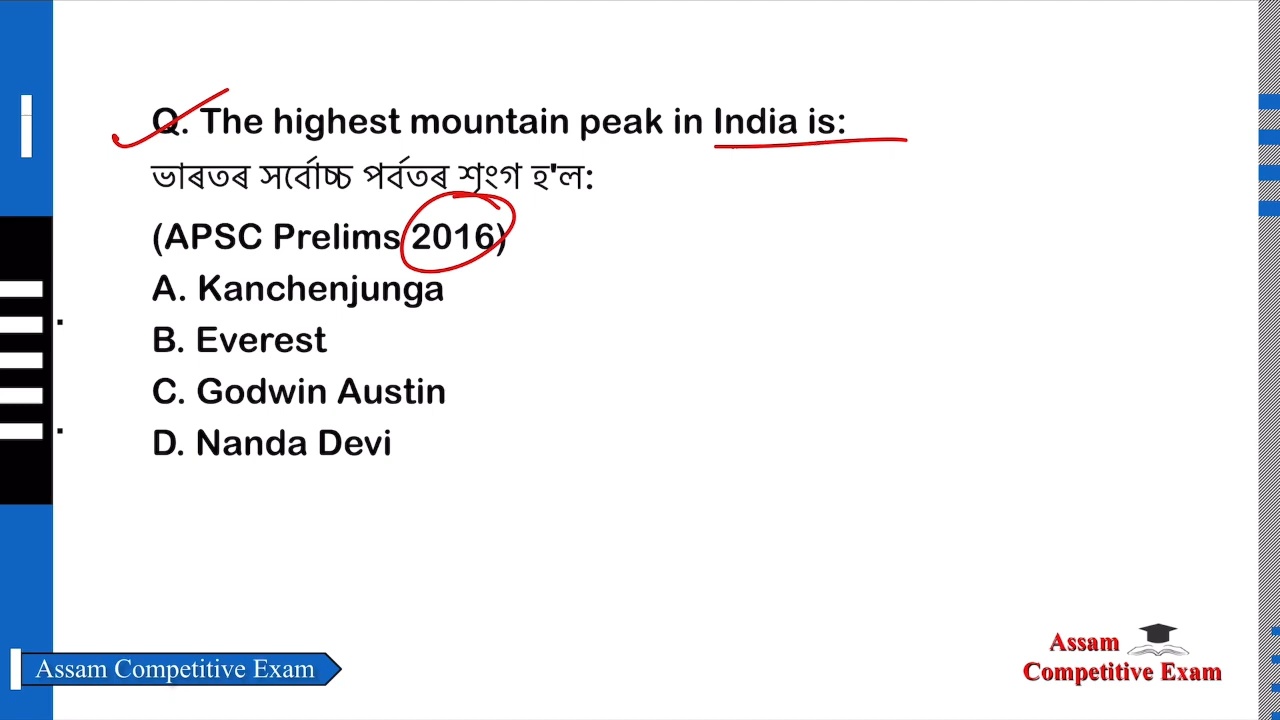 Q. The highest mountain peak in India is:
ভাৰতৰ সৰ্বোচ্চ পৰ্বতৰ শৃংগ হ'ল:
(APSC Prelims 2016)
A. Kanchenjunga
B. Everest
C. Godwin Austin
D. Nanda Devi
Assam Competitive Exam
Assam
Competitive Exam